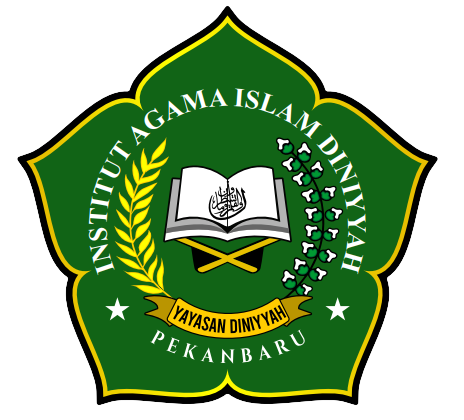 INSTITUT AGAMA ISLAM DINIYYAH
YAYASAN DINIYYAH
PEKANBARU